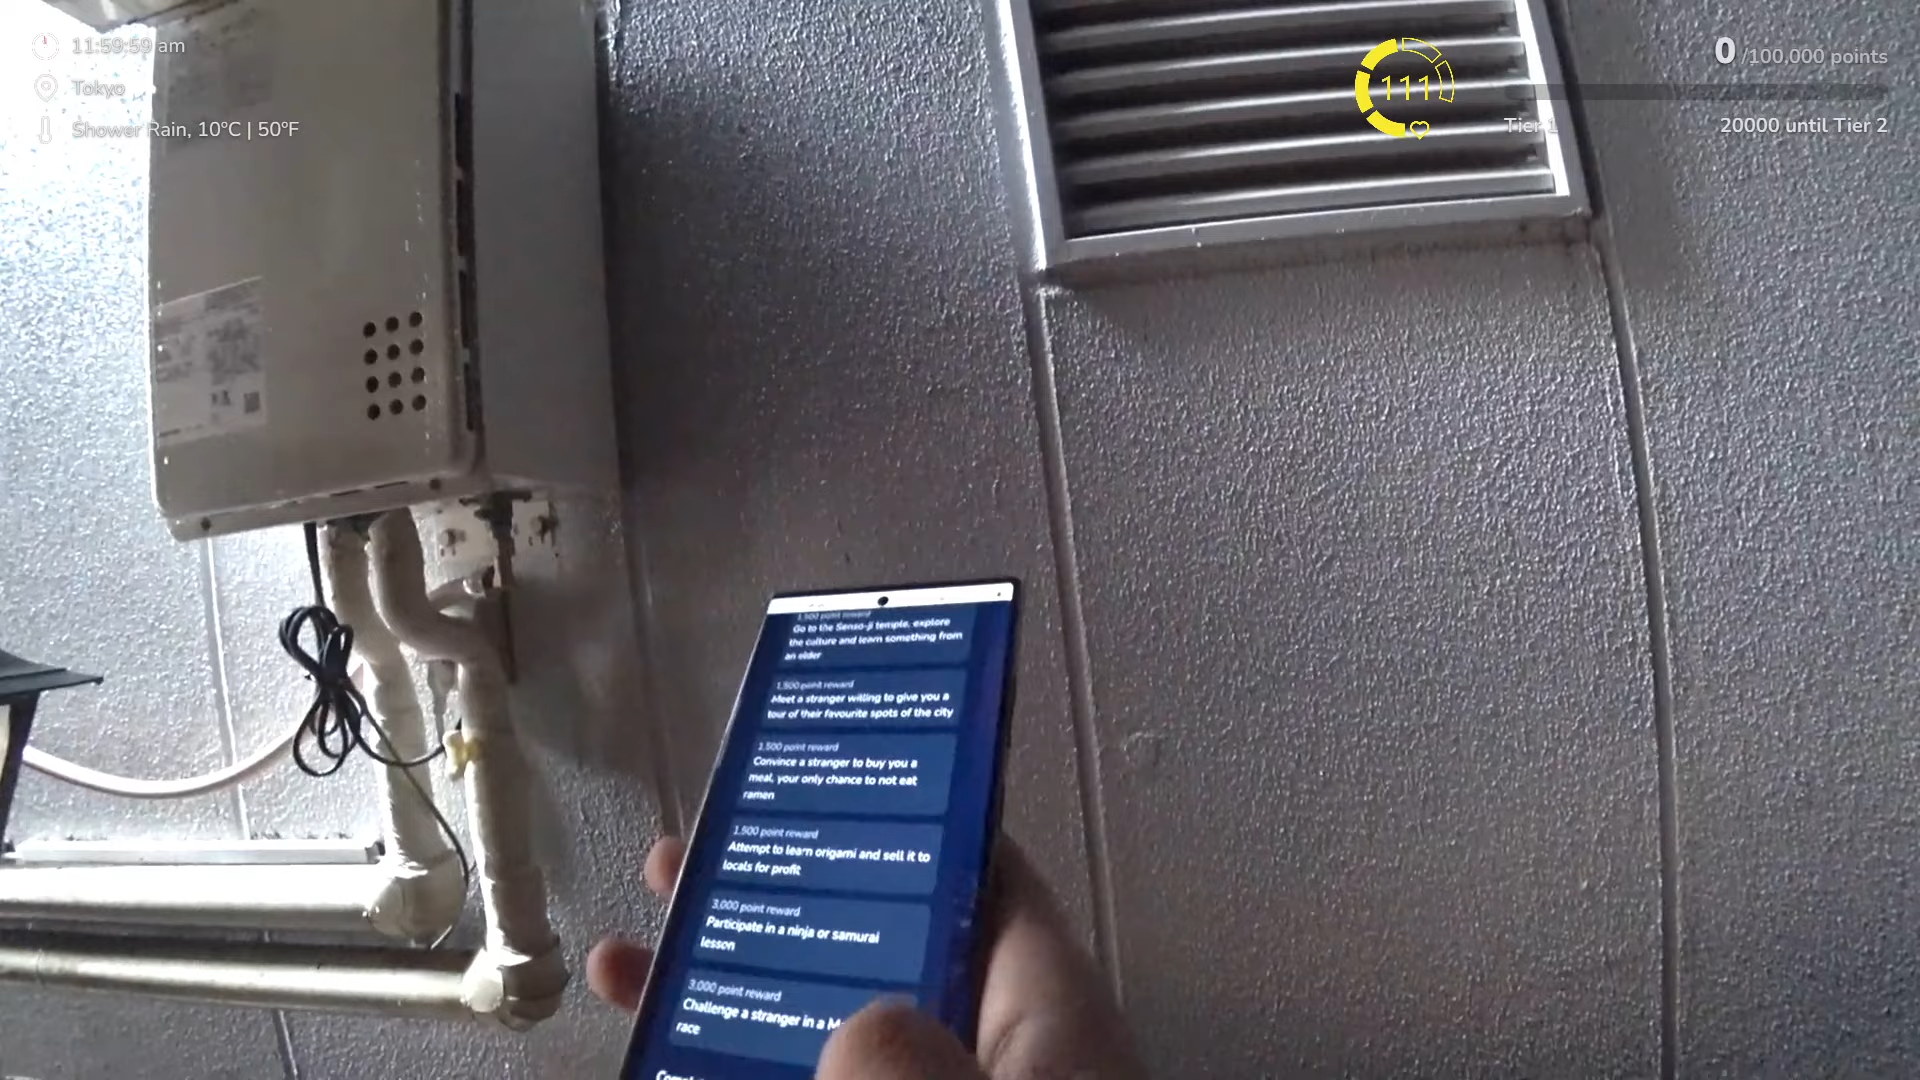 11:59:59 am
Tokyo
Shower Rain, 10°C | 50°F
111
0 /100,000 points
Tier 1
20000 until Tier 2
1,500 point reward
Go to the Senso-ji temple, explore
the culture and learn something from
an elder
1,500 point reward
Meet a stranger willing to give you a
tour of their favourite spots of the city
1,500 point reward
Convince a stranger to buy you a
meal, your only chance to not eat
ramen
1,500 point reward
Attempt to learn origami and sell it to
locals for profit
3,000 point reward
Participate in a ninja or samurai
lesson
3,000 point reward
Challenge a stranger in a
race